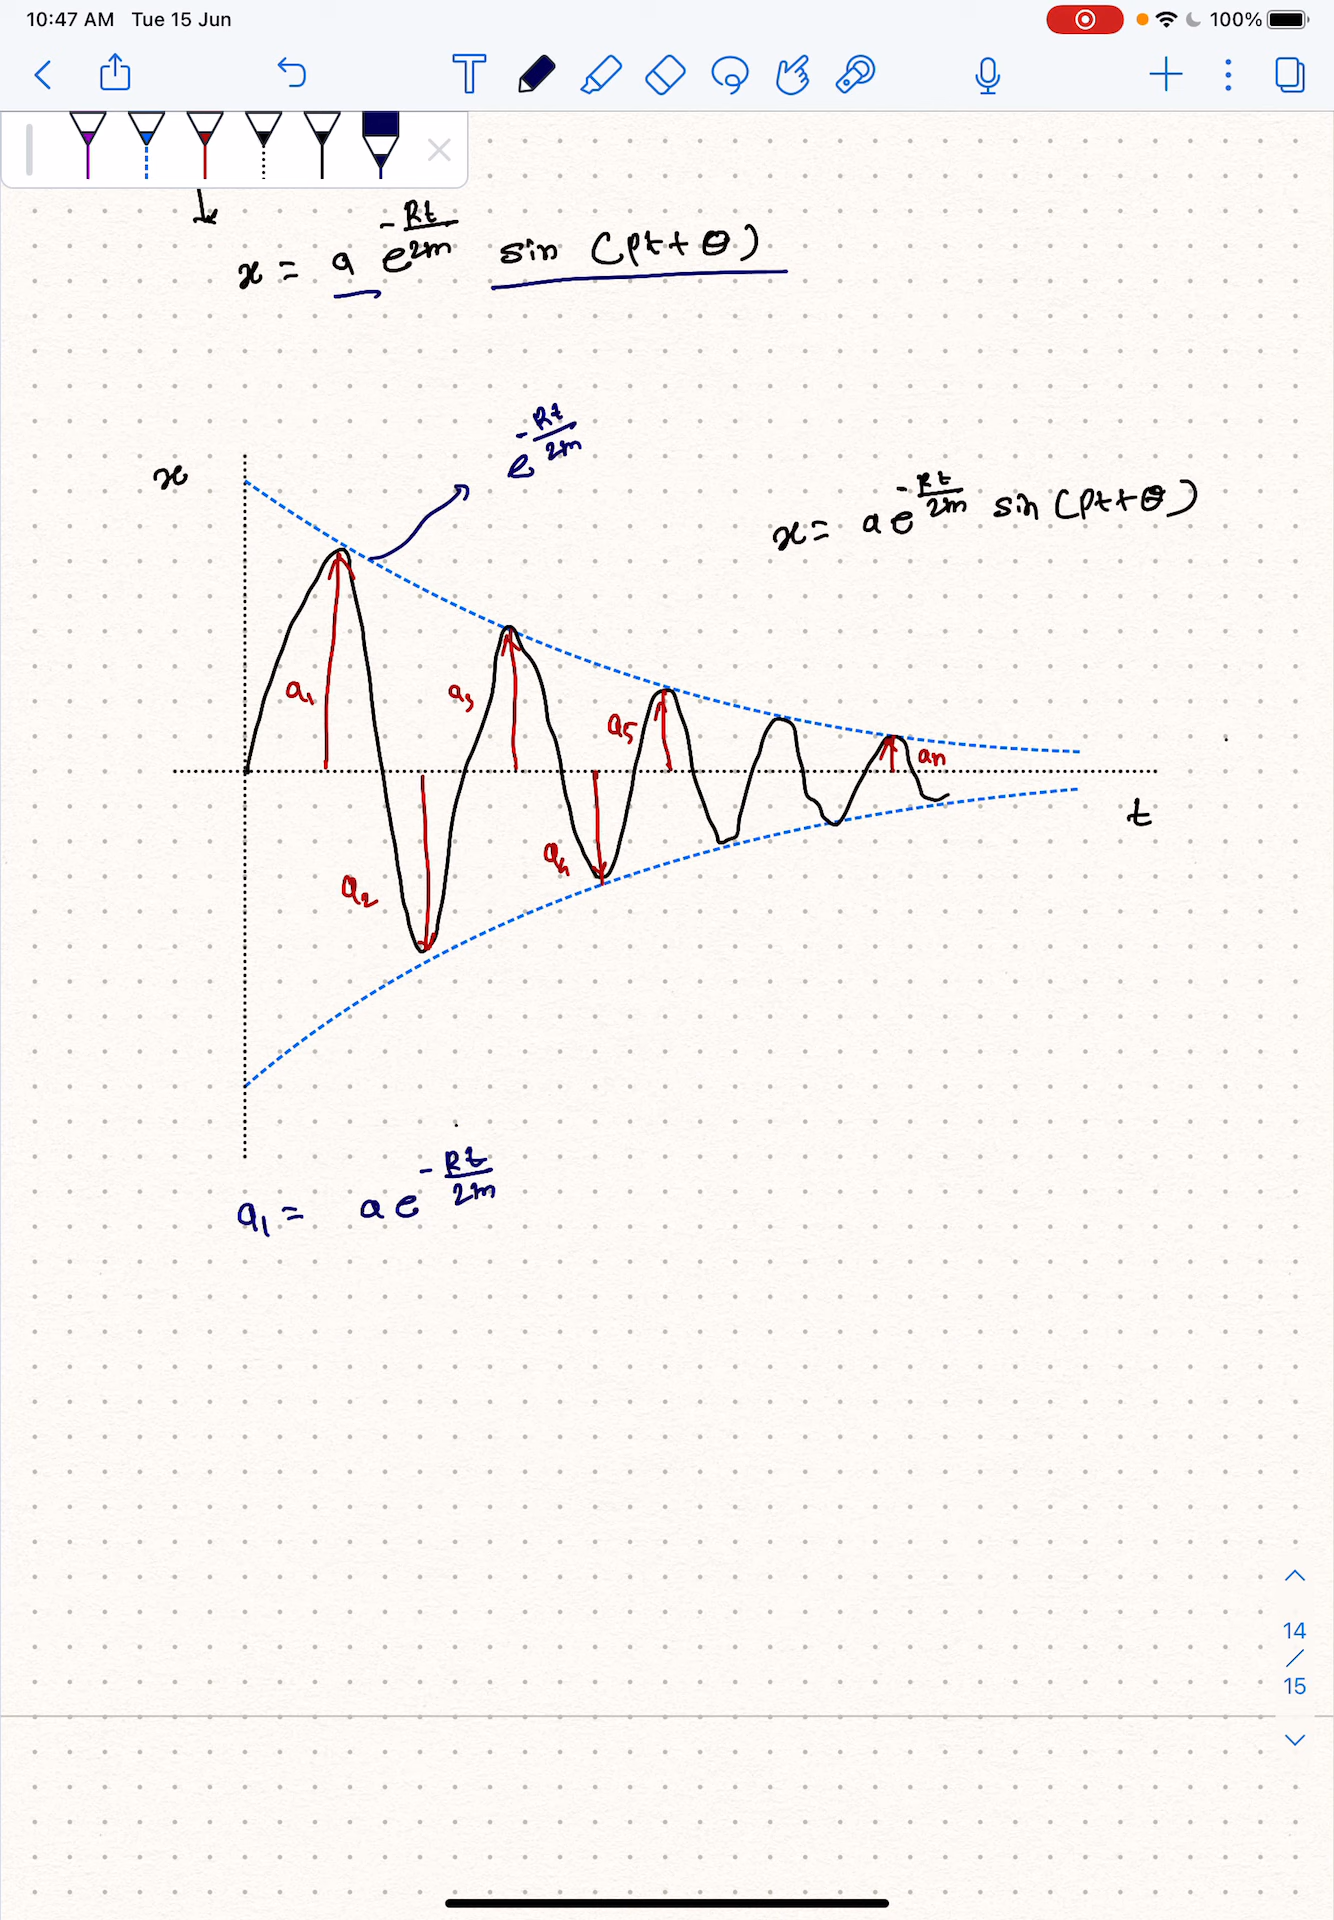 10:47 AM Tue 15 Jun 100%
T
x = a e^{-Rt/2m} sin (pt + θ)
e^{-Rt/2m}
x
x = a e^{-Rt/2m} sin (pt + θ)
a₁
a₃
a₅
aₙ
t
a₄
a₂
a₁ = a e^{-Rt/2m}
14
/
15